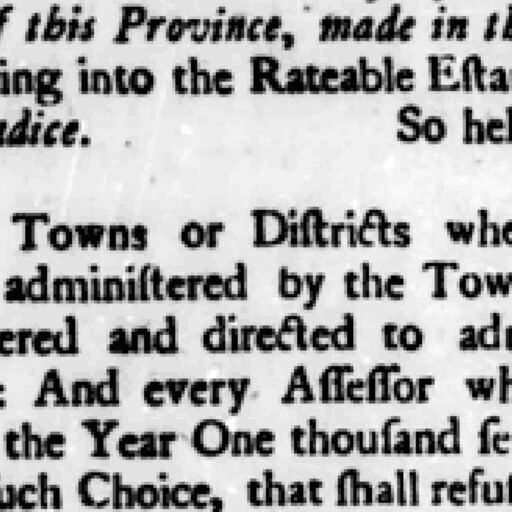 f this Province, made in th
ing into the Rateable Eſta
udice. So hel
Towns or Diſtricts whe
adminiſtered by the Tow
ered and directed to adm
: And every Aſſeſſor wh
the Year One thouſand ſe
uch Choice, that ſhall refuſ